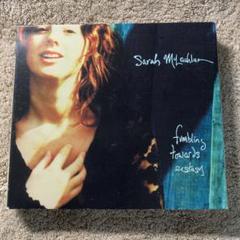 Sarah McLachlan
fumbling
towards
ecstasy